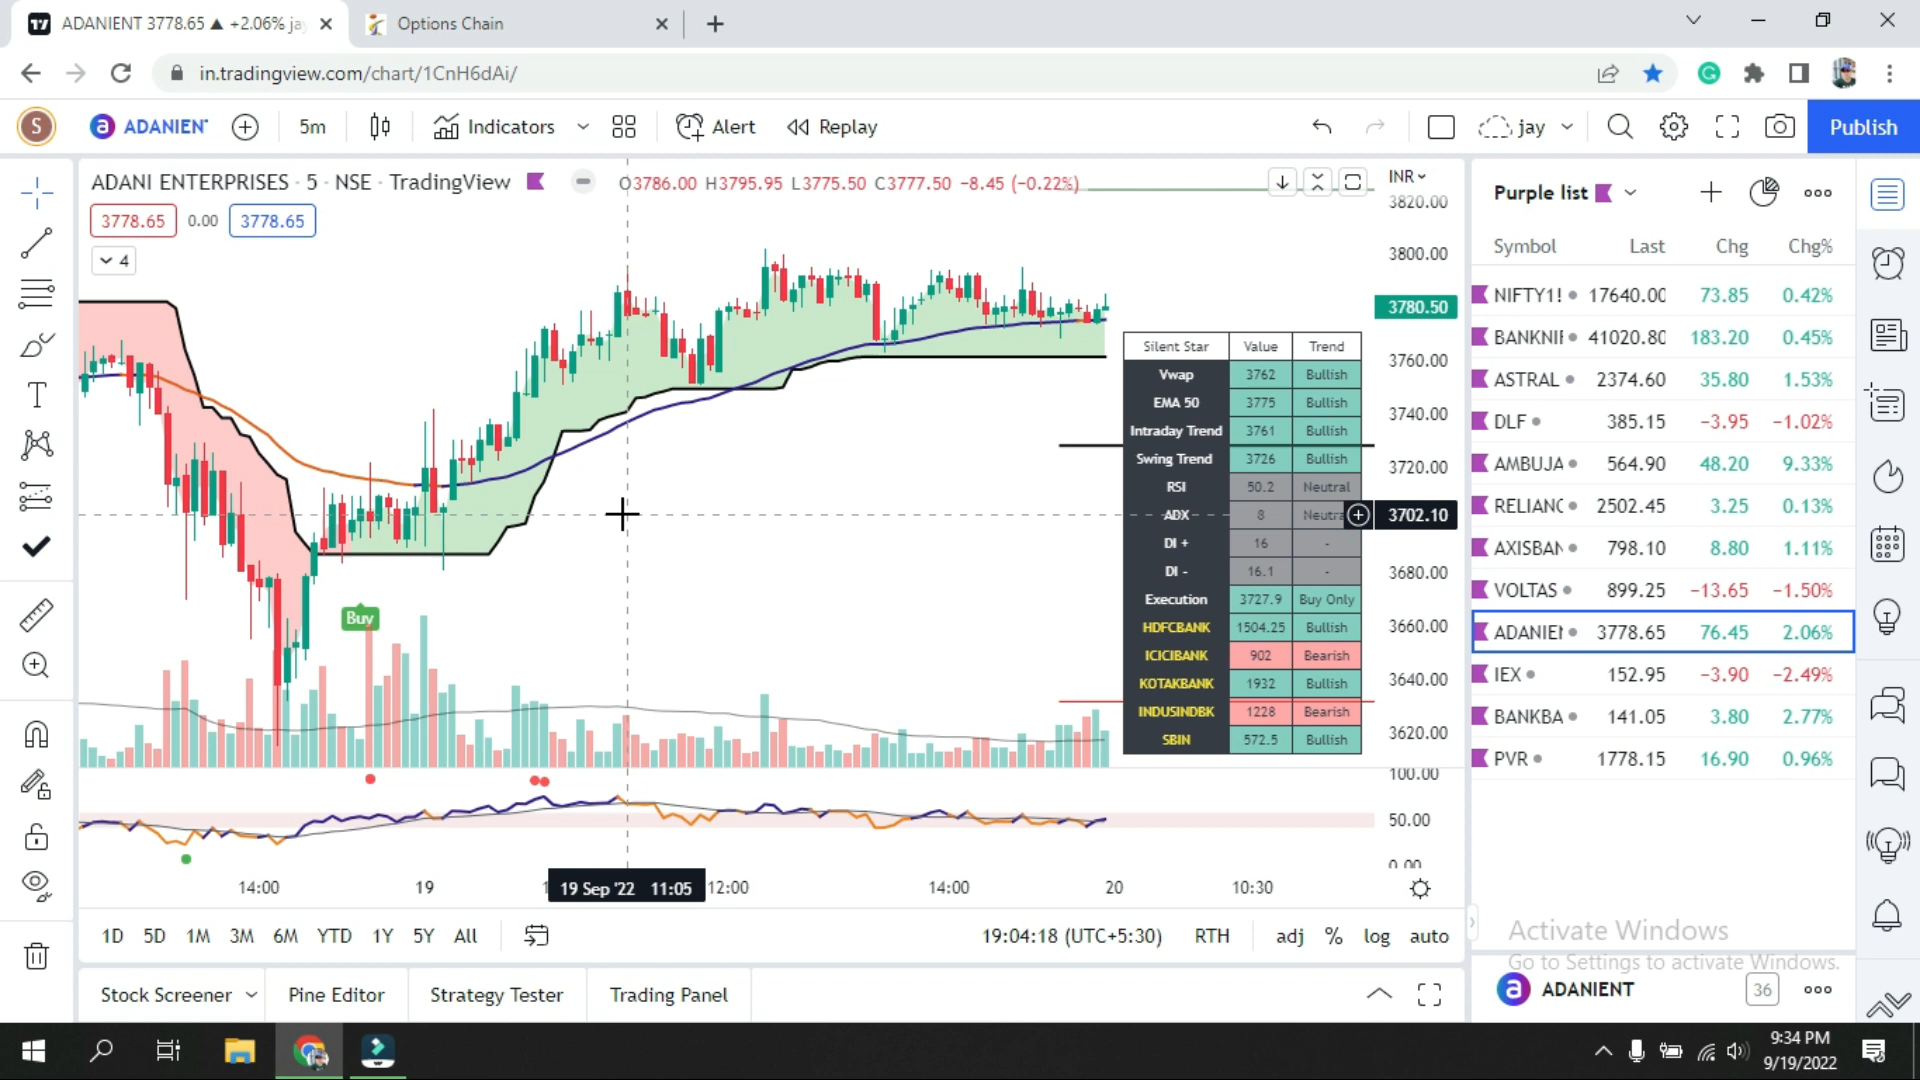 ADANIENT 3778.65 ▲ +2.06% ja
Options Chain
in.tradingview.com/chart/1CnH6dAi/
S
ADANIENT
5m
Indicators
Alert
Replay
jay
Publish
ADANI ENTERPRISES · 5 · NSE · TradingView
O3786.00 H3795.95 L3775.50 C3777.50 −8.45 (−0.22%)
INR
3778.65 0.00 3778.65
4
3820.00
3800.00
3780.50
3760.00
3740.00
3720.00
3702.10
3680.00
3660.00
3640.00
3620.00
100.00
50.00
0.00
Buy
Silent Star Value Trend
Vwap 3762 Bullish
EMA 50 3775 Bullish
Intraday Trend 3761 Bullish
Swing Trend 3726 Bullish
RSI 50.2 Neutral
ADX 8 Neutra
DI + 16 -
DI - 16.1 -
Execution 3727.9 Buy Only
HDFCBANK 1504.25 Bullish
ICICIBANK 902 Bearish
KOTAKBANK 1932 Bullish
INDUSINDBK 1228 Bearish
SBIN 572.5 Bullish
14:00 19 19 Sep '22 11:05 12:00 14:00 20 10:30
1D 5D 1M 3M 6M YTD 1Y 5Y All
19:04:18 (UTC+5:30) RTH adj % log auto
Stock Screener Pine Editor Strategy Tester Trading Panel
Purple list
Symbol Last Chg Chg%
NIFTY1! 17640.00 73.85 0.42%
BANKNIF 41020.80 183.20 0.45%
ASTRAL 2374.60 35.80 1.53%
DLF 385.15 −3.95 −1.02%
AMBUJA 564.90 48.20 9.33%
RELIANC 2502.45 3.25 0.13%
AXISBAN 798.10 8.80 1.11%
VOLTAS 899.25 −13.65 −1.50%
ADANIEN 3778.65 76.45 2.06%
IEX 152.95 −3.90 −2.49%
BANKBA 141.05 3.80 2.77%
PVR 1778.15 16.90 0.96%
Activate Windows
Go to Settings to activate Windows.
ADANIENT 36
9:34 PM
9/19/2022